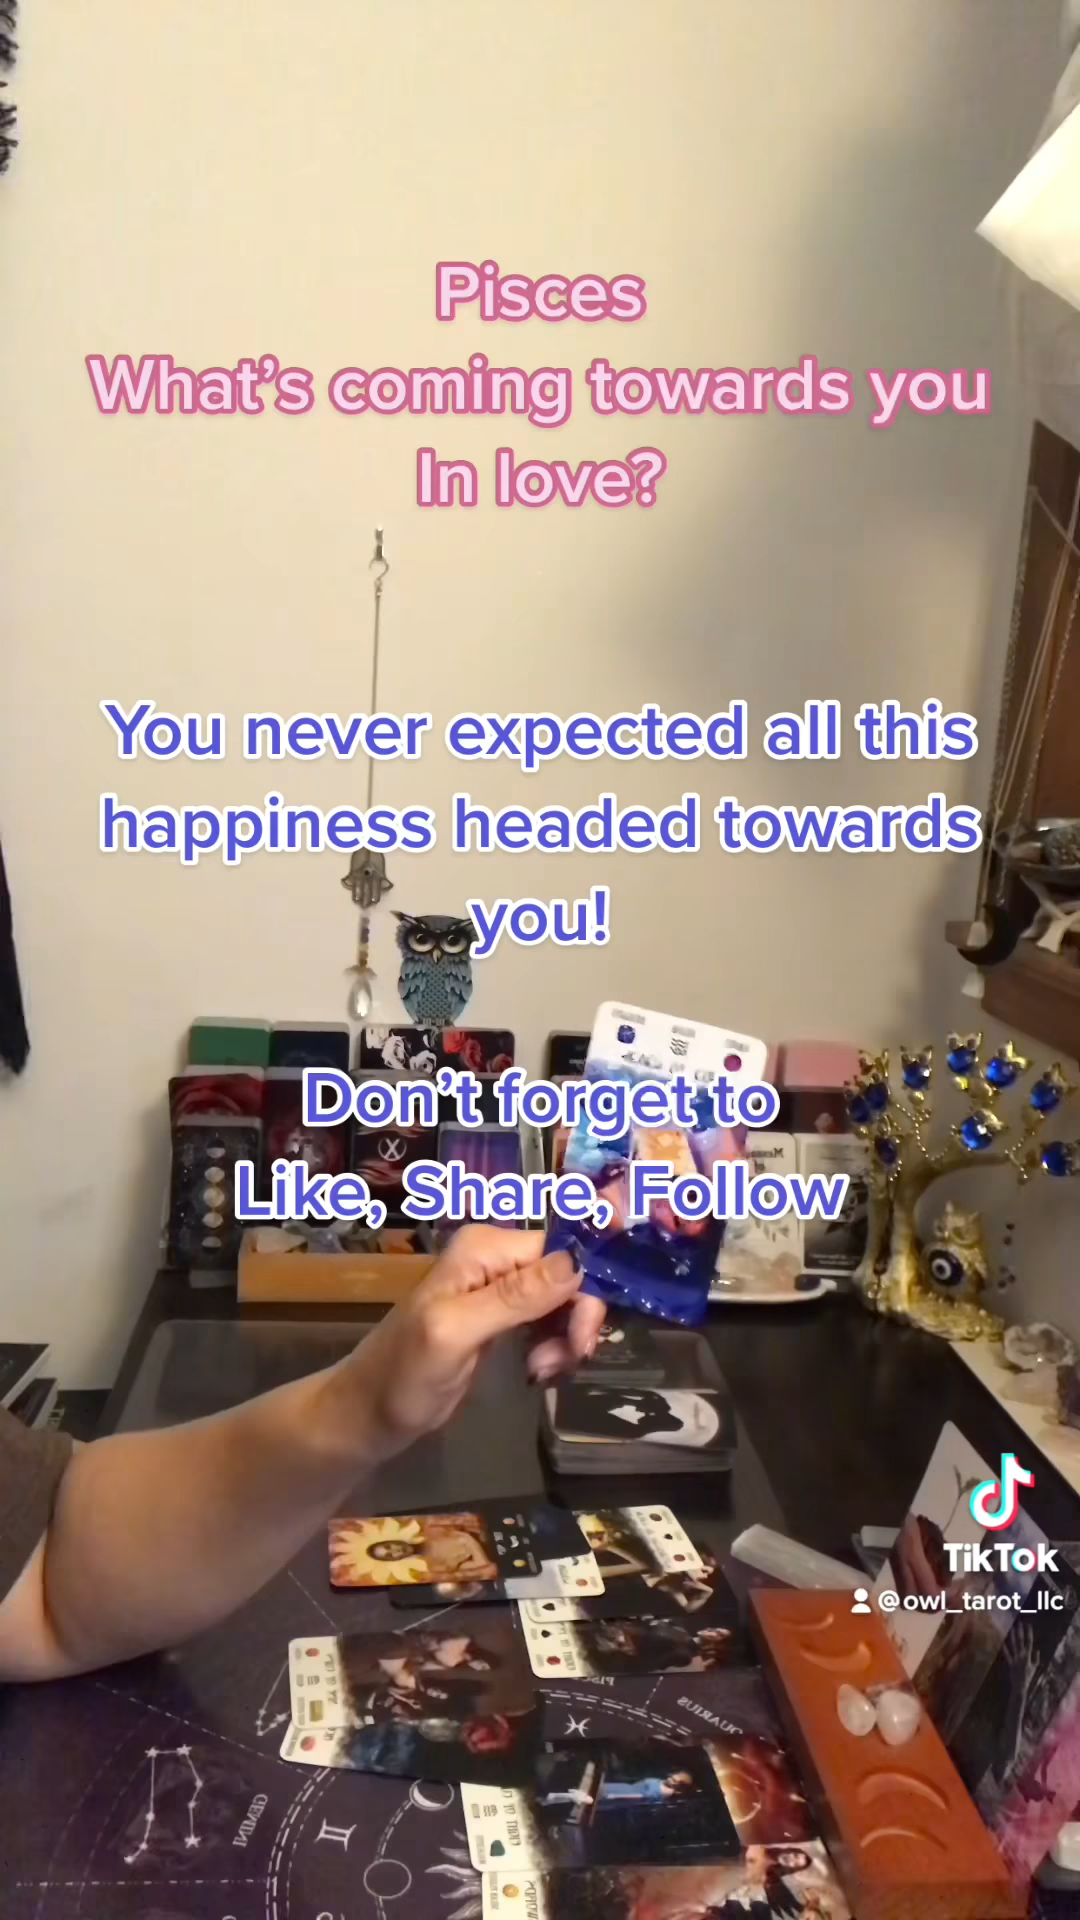 Pisces
What's coming towards you
In love?
You never expected all this
happiness headed towards
you!
Don't forget to
Like, Share, Follow
TikTok
@owl_tarot_llc
GEMINI